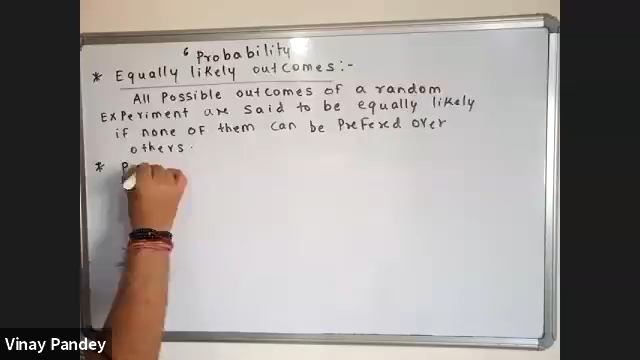 6 Probability
* Equally likely outcomes:-
All Possible outcomes of a random
Experiment are said to be equally likely
if none of them can be Prefered over
others.
* P
Vinay Pandey